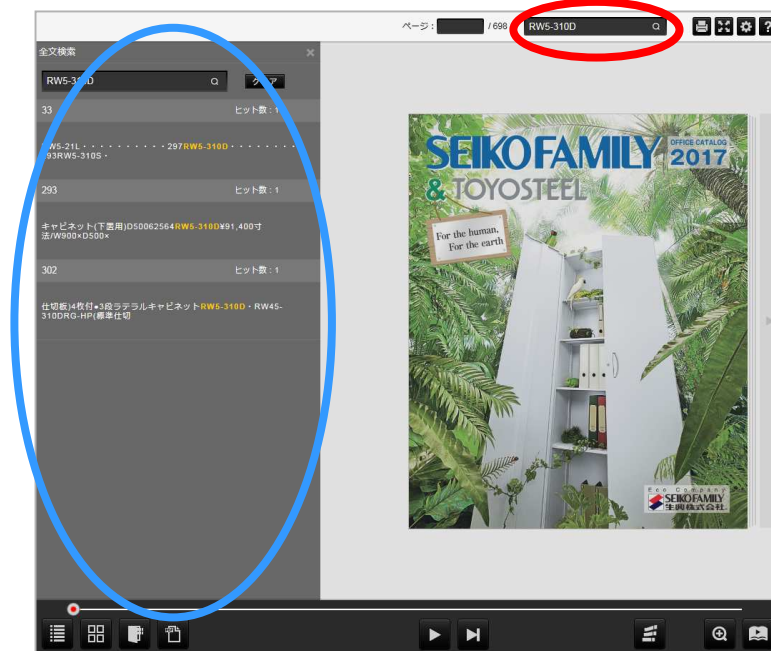 ページ :
/ 698
RW5-310D
全文検索
RW5-310D
クリア
33 ヒット数 : 1
RW5-21L・・・・・・・・・・297RW5-310D・・・・・・・・
293RW5-310S・
293 ヒット数 : 1
キャビネット(下置用)D50062564RW5-310D¥91,400寸
法/W900×D500×
302 ヒット数 : 1
仕切板)4枚付●3段ラテラルキャビネットRW5-310D・RW45-
310DRG-HP(標準仕切
SEIKO FAMILY
OFFICE CATALOG
2017
& TOYOSTEEL
For the human,
For the earth
Eco Company
SEIKO FAMILY
生興株式会社